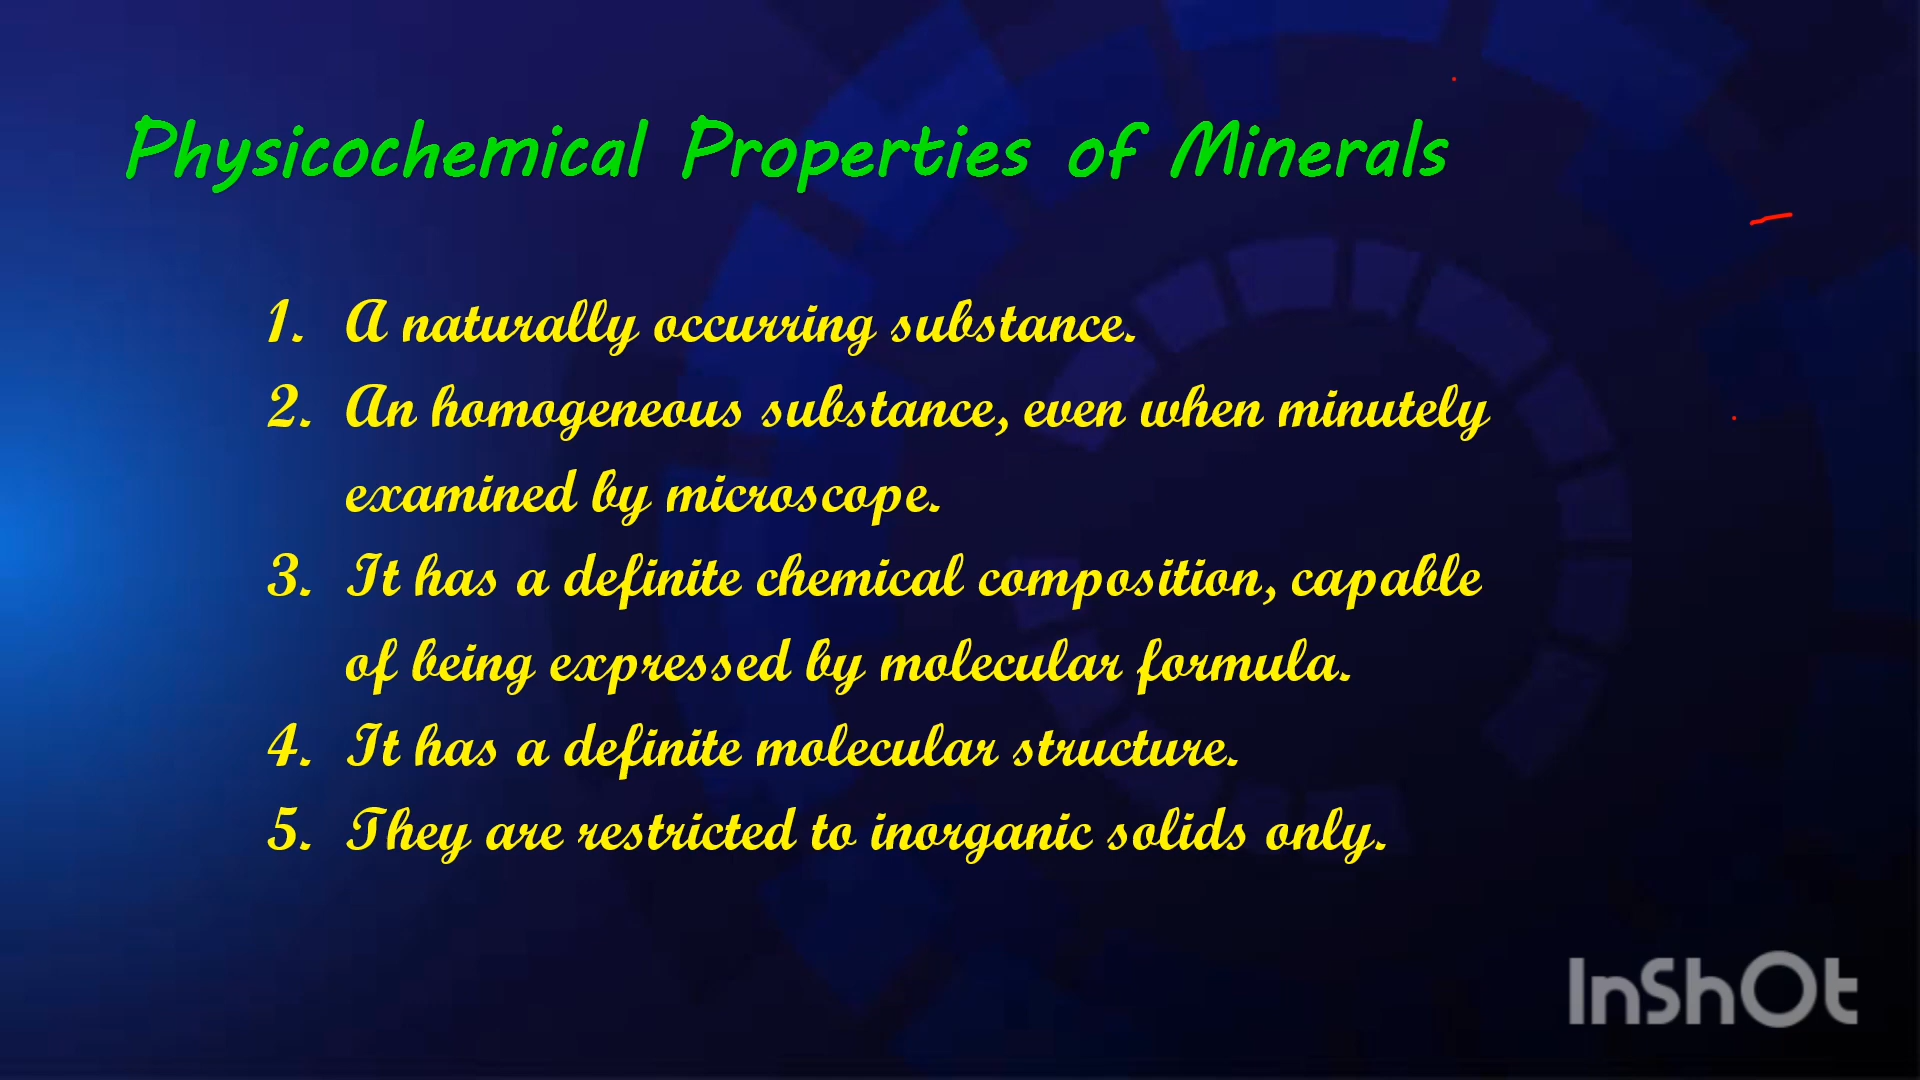 Physicochemical Properties of Minerals
1. A naturally occurring substance.
2. An homogeneous substance, even when minutely
examined by microscope.
3. It has a definite chemical composition, capable
of being expressed by molecular formula.
4. It has a definite molecular structure.
5. They are restricted to inorganic solids only.
InShOt